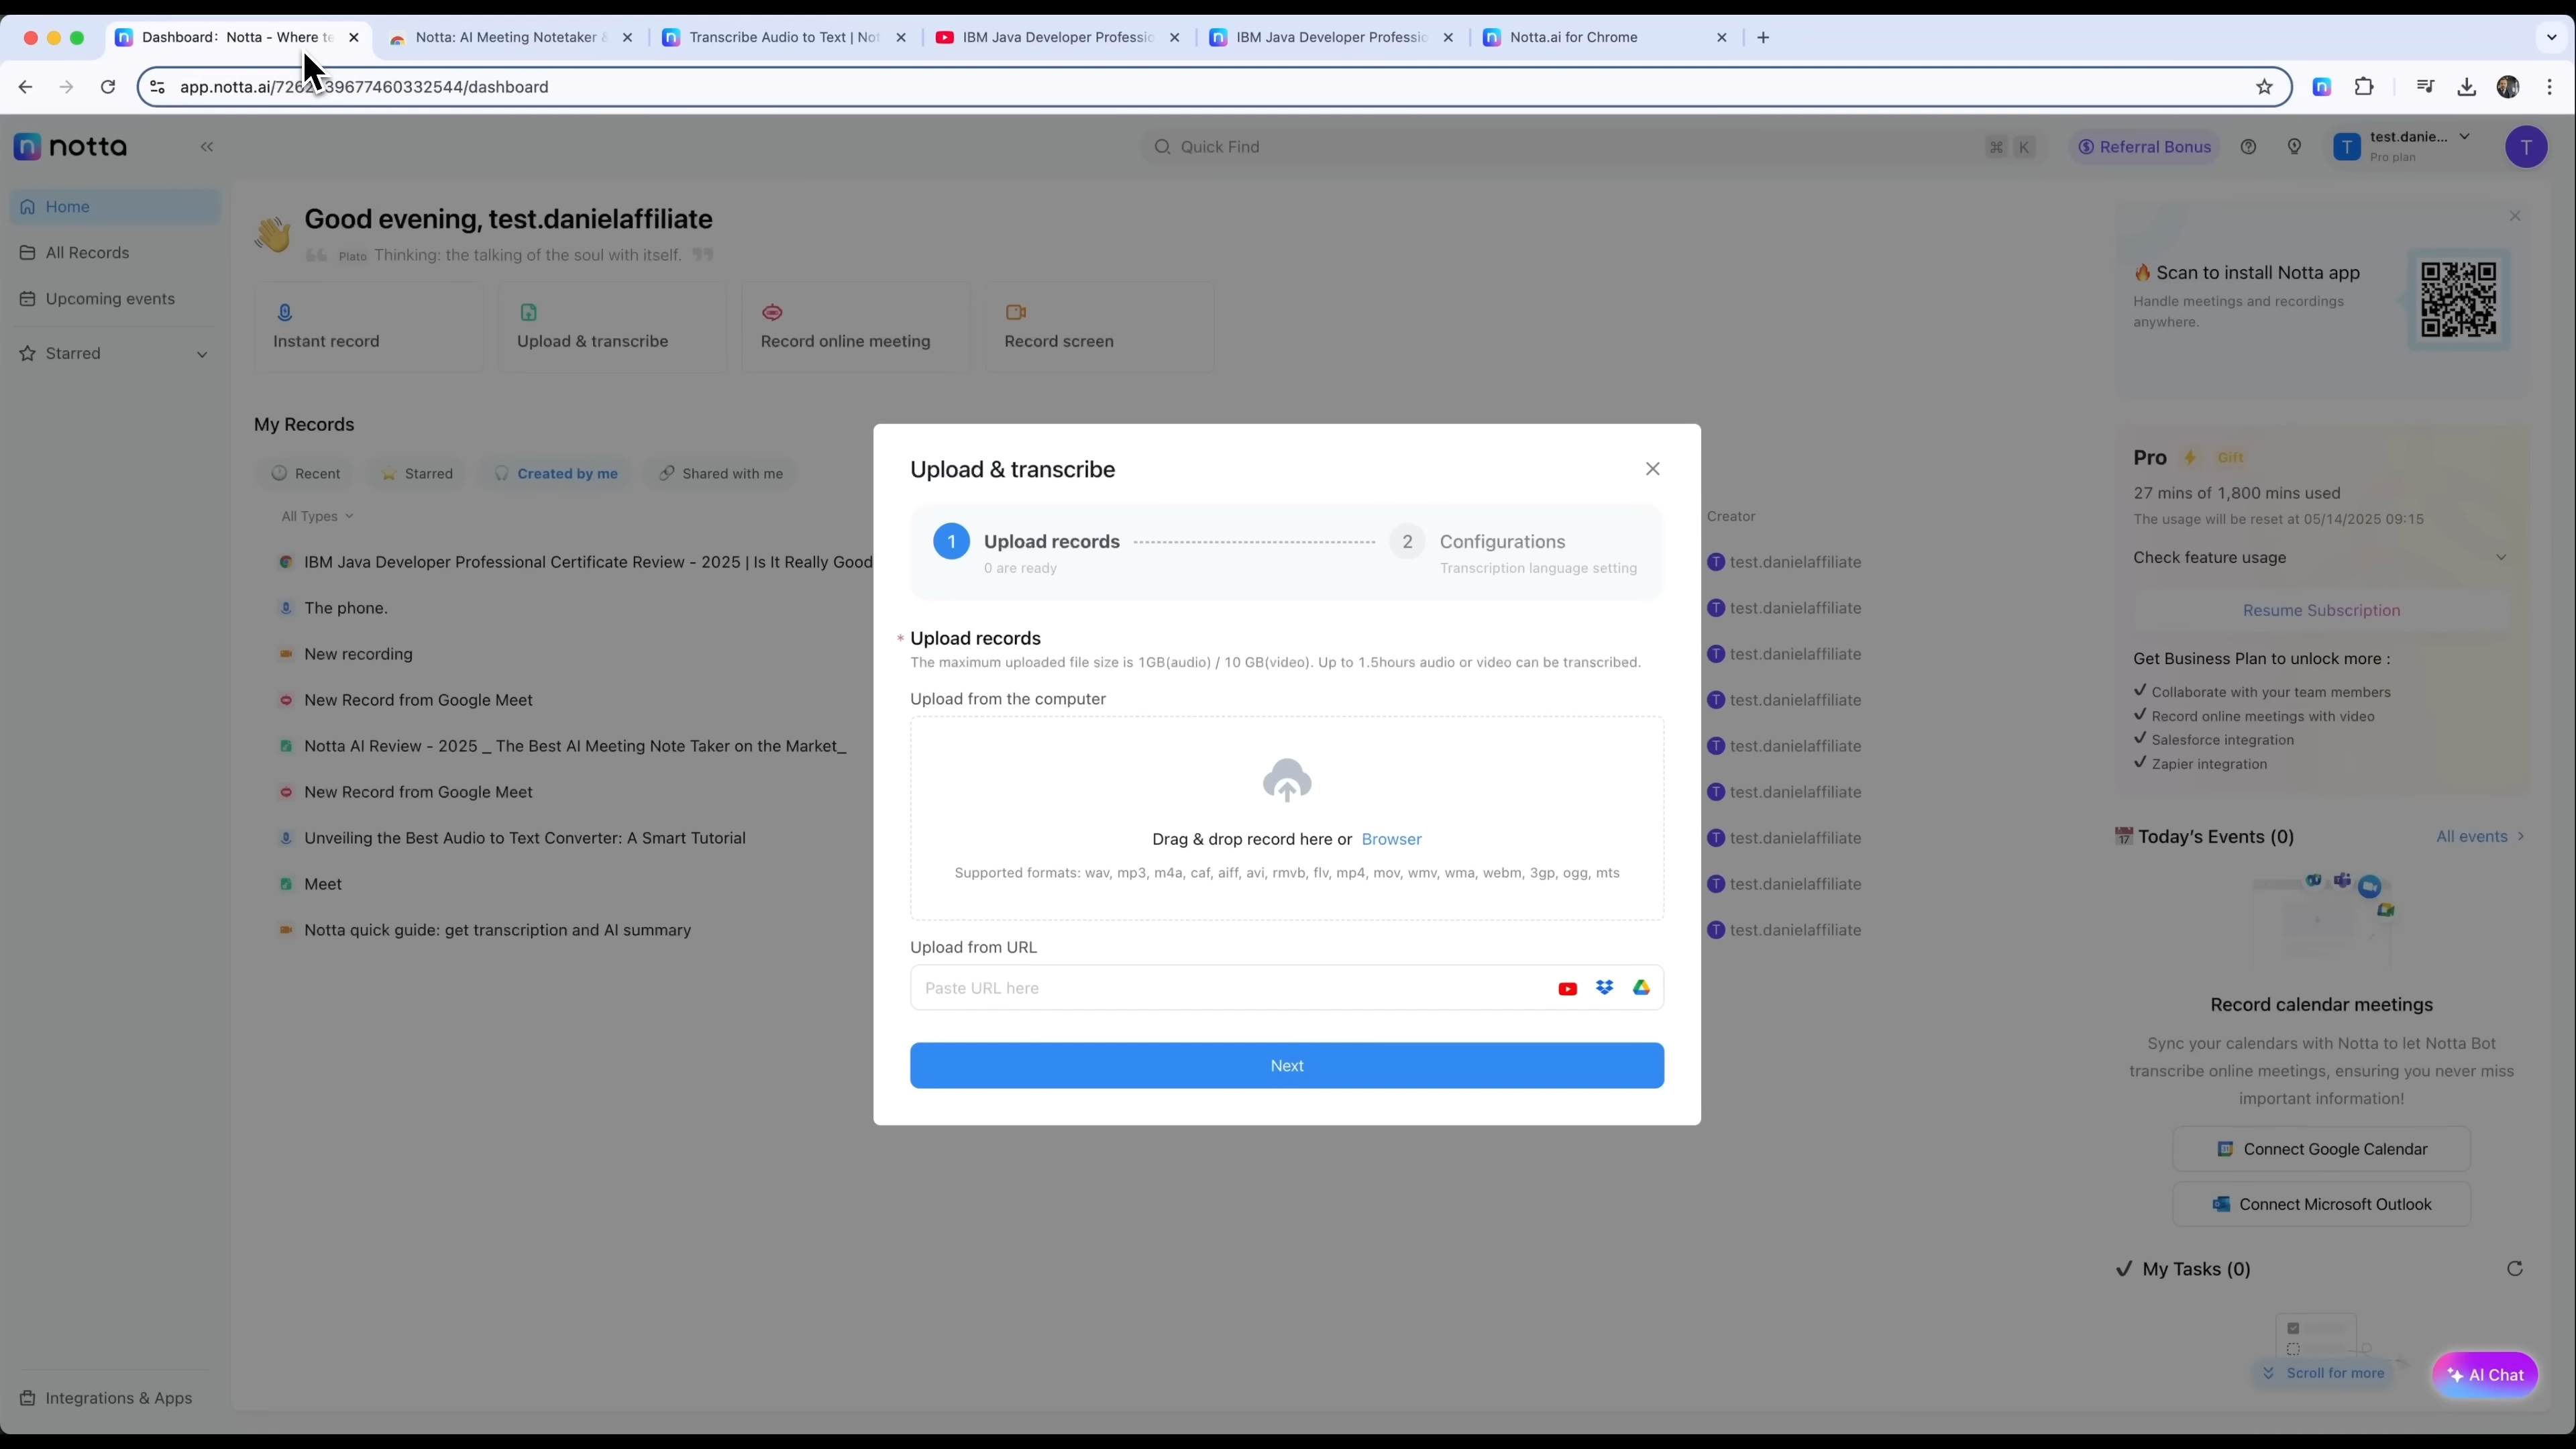 Dashboard: Notta - Where te
Notta: AI Meeting Notetaker &
Transcribe Audio to Text | Not
IBM Java Developer Professio
IBM Java Developer Professio
Notta.ai for Chrome
app.notta.ai/726 39677460332544/dashboard
notta
Quick Find
⌘ K
Referral Bonus
T
test.danie...
Pro plan
T
Home
All Records
Upcoming events
Starred
Integrations & Apps
Good evening, test.danielaffiliate
Plato Thinking: the talking of the soul with itself.
Instant record
Upload & transcribe
Record online meeting
Record screen
My Records
Recent
Starred
Created by me
Shared with me
All Types
Creator
IBM Java Developer Professional Certificate Review - 2025 | Is It Really Good
T test.danielaffiliate
The phone.
T test.danielaffiliate
New recording
T test.danielaffiliate
New Record from Google Meet
T test.danielaffiliate
Notta AI Review - 2025 _ The Best AI Meeting Note Taker on the Market_
T test.danielaffiliate
New Record from Google Meet
T test.danielaffiliate
Unveiling the Best Audio to Text Converter: A Smart Tutorial
T test.danielaffiliate
Meet
T test.danielaffiliate
Notta quick guide: get transcription and AI summary
T test.danielaffiliate
Upload & transcribe
1 Upload records
0 are ready
2 Configurations
Transcription language setting
* Upload records
The maximum uploaded file size is 1GB(audio) / 10 GB(video). Up to 1.5hours audio or video can be transcribed.
Upload from the computer
Drag & drop record here or Browser
Supported formats: wav, mp3, m4a, caf, aiff, avi, rmvb, flv, mp4, mov, wmv, wma, webm, 3gp, ogg, mts
Upload from URL
Paste URL here
Next
Scan to install Notta app
Handle meetings and recordings
anywhere.
Pro Gift
27 mins of 1,800 mins used
The usage will be reset at 05/14/2025 09:15
Check feature usage
Resume Subscription
Get Business Plan to unlock more :
Collaborate with your team members
Record online meetings with video
Salesforce integration
Zapier integration
17 Today's Events (0)
All events
Record calendar meetings
Sync your calendars with Notta to let Notta Bot
transcribe online meetings, ensuring you never miss
important information!
Connect Google Calendar
Connect Microsoft Outlook
My Tasks (0)
Scroll for more
AI Chat